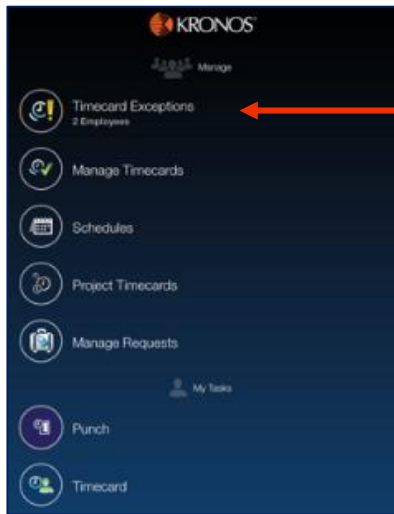 KRONOS
Manage
Timecard Exceptions
2 Employees
Manage Timecards
Schedules
Project Timecards
Manage Requests
My Tasks
Punch
Timecard